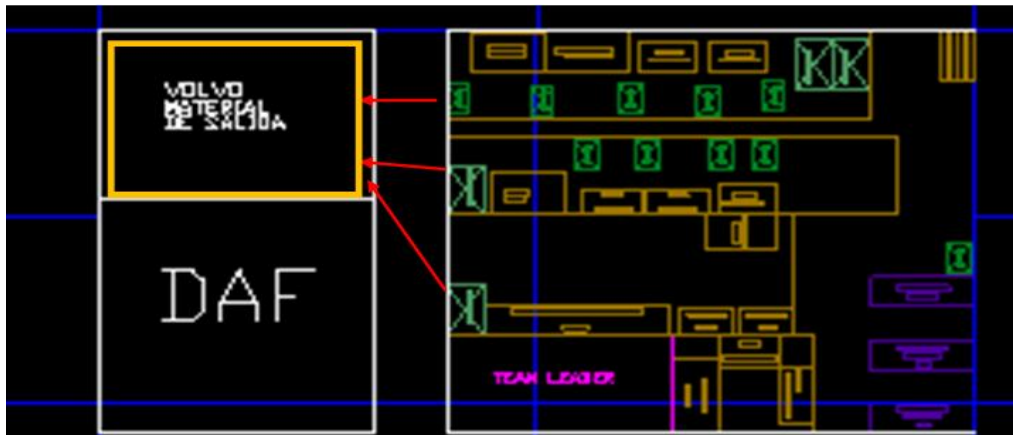 VOLVO
MATERIAL
DE SALIDA
DAF
TEAM LEADER